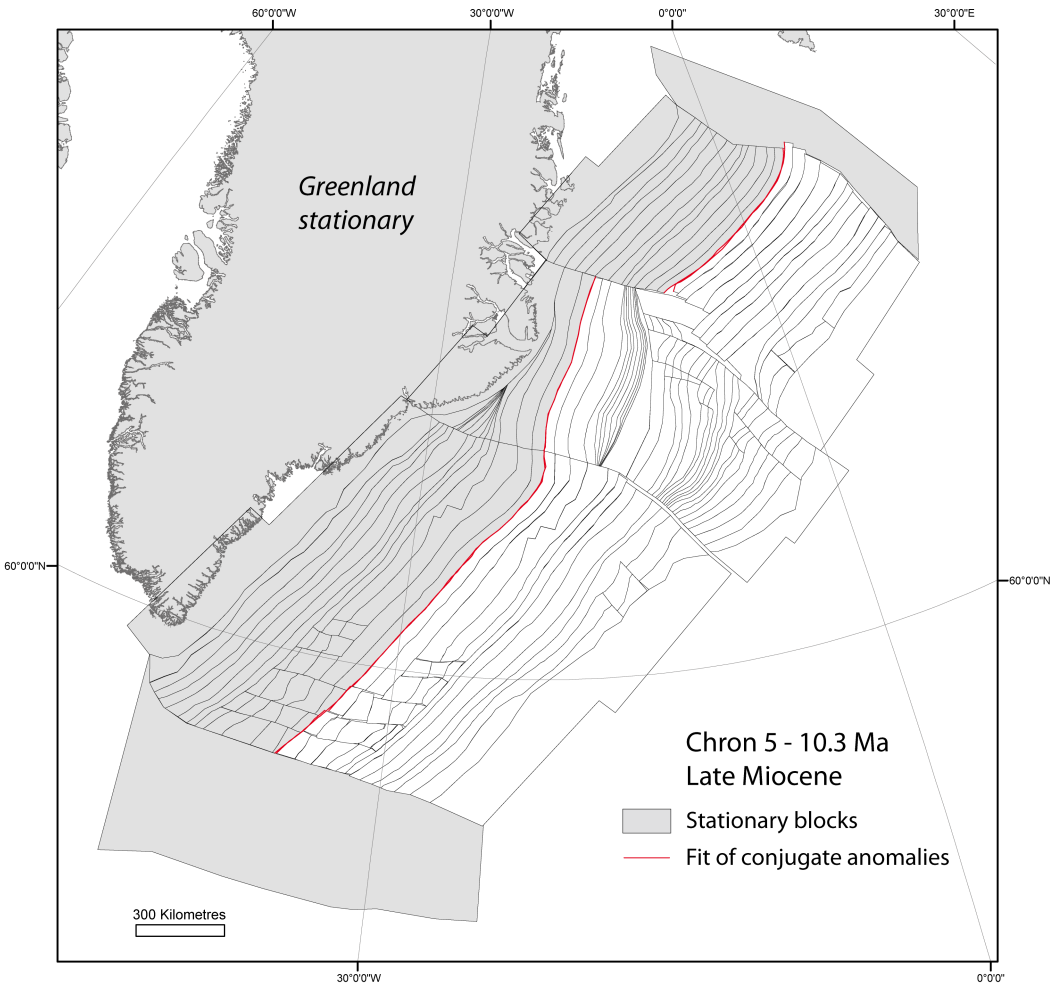 60°0'0"W
30°0'0"W
0°0'0"
30°0'0"E
Greenland
stationary
60°0'0"N
60°0'0"N
Chron 5 - 10.3 Ma
Late Miocene
Stationary blocks
Fit of conjugate anomalies
300 Kilometres
30°0'0"W
0°0'0"